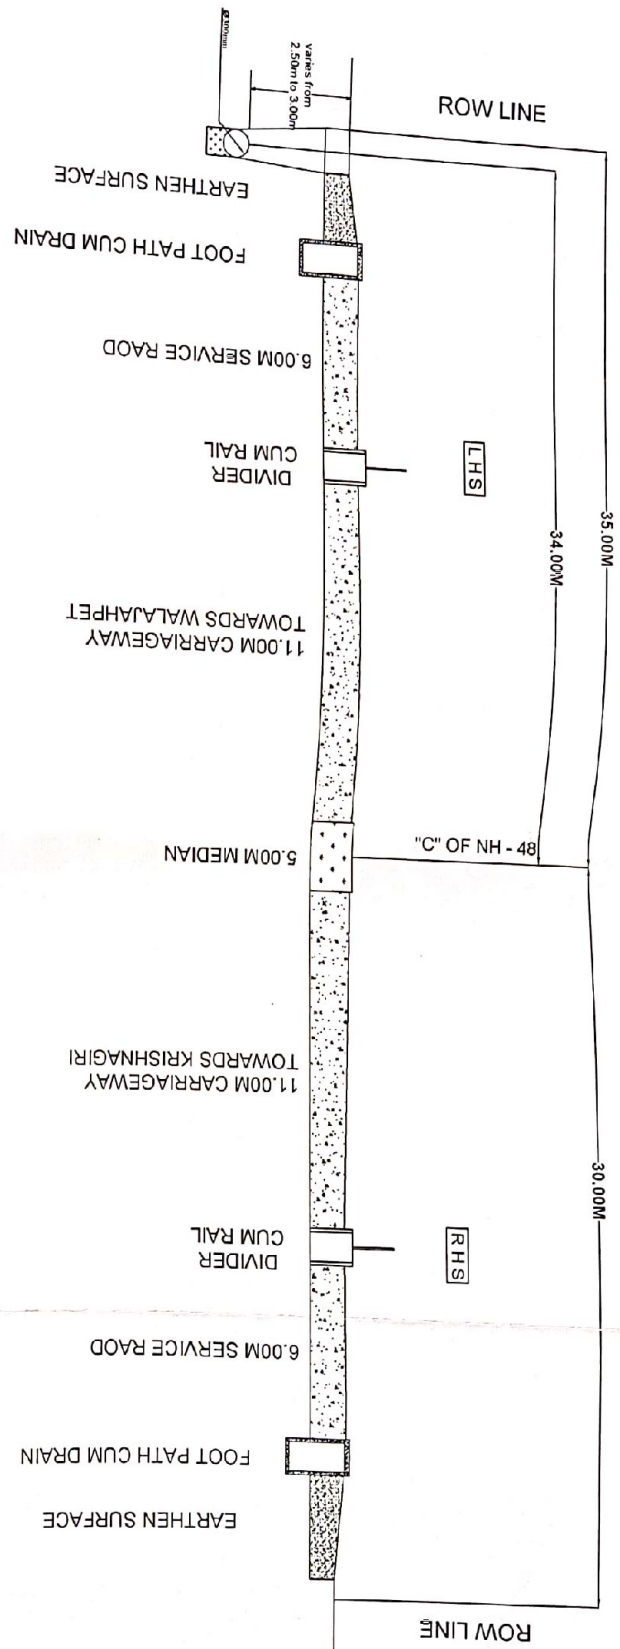 ROW LINE
35.00M
34.00M
varies from
2.50m to 3.00m
EARTHEN SURFACE
FOOT PATH CUM DRAIN
6.00M SERVICE RAOD
DIVIDER
CUM RAIL
LHS
11.00M CARRIAGEWAY
TOWARDS WALAJAHPET
5.00M MEDIAN
"C" OF NH - 48
11.00M CARRIAGEWAY
TOWARDS KRISHNAGIRI
30.00M
DIVIDER
CUM RAIL
RHS
6.00M SERVICE RAOD
FOOT PATH CUM DRAIN
EARTHEN SURFACE
ROW LINE